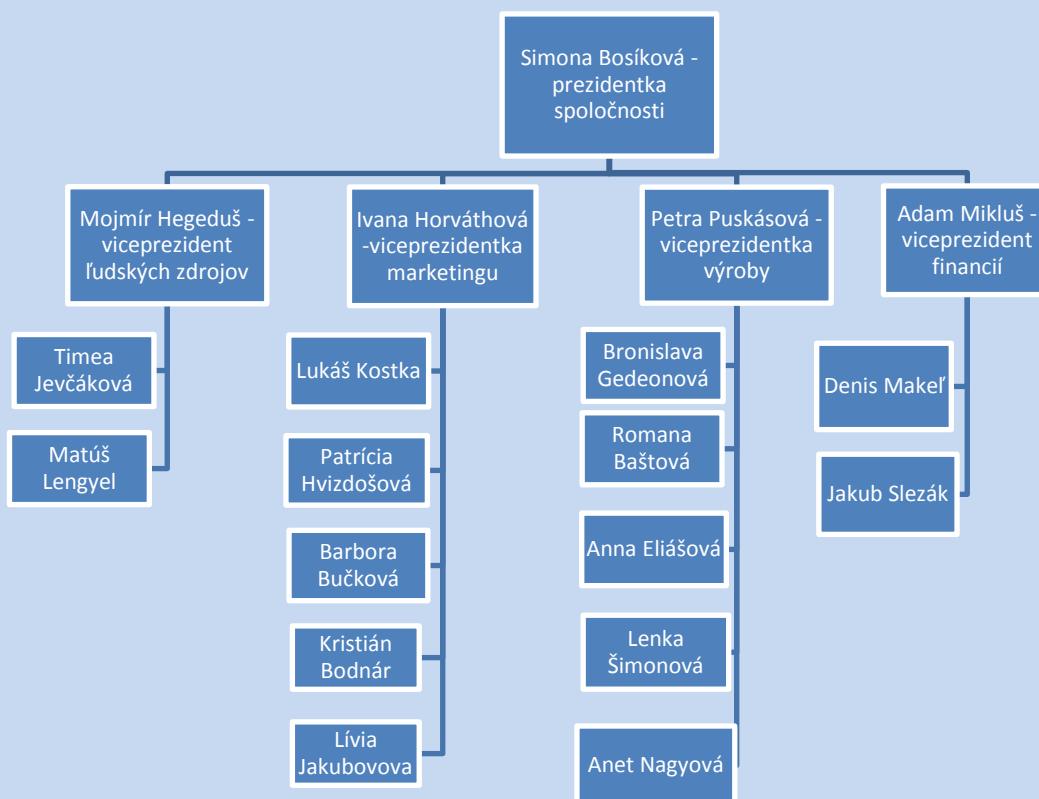 Simona Bosíková -
prezidentka
spoločnosti
Mojmír Hegeduš -
viceprezident
ľudských zdrojov
Ivana Horváthová
-viceprezidentka
marketingu
Petra Puskásová -
viceprezidentka
výroby
Adam Mikluš -
viceprezident
financií
Timea
Jevčáková
Matúš
Lengyel
Lukáš Kostka
Patrícia
Hvizdošová
Barbora
Bučková
Kristián
Bodnár
Lívia
Jakubovova
Bronislava
Gedeonová
Romana
Baštová
Anna Eliášová
Lenka
Šimonová
Anet Nagyová
Denis Makeľ
Jakub Slezák